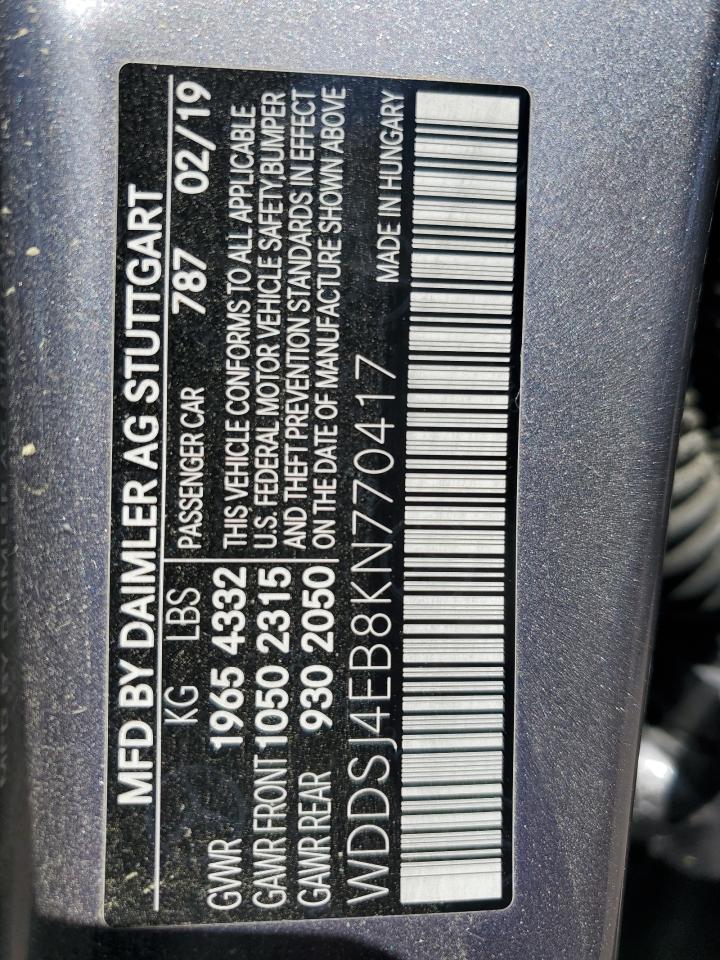 MFD BY DAIMLER AG STUTTGART
KG LBS PASSENGER CAR 787 02/19
GVWR 1965 4332 THIS VEHICLE CONFORMS TO ALL APPLICABLE
GAWR FRONT 1050 2315 U.S. FEDERAL MOTOR VEHICLE SAFETY,BUMPER
AND THEFT PREVENTION STANDARDS IN EFFECT
GAWR REAR 930 2050 ON THE DATE OF MANUFACTURE SHOWN ABOVE
WDDSJ4EB8KN770417 MADE IN HUNGARY